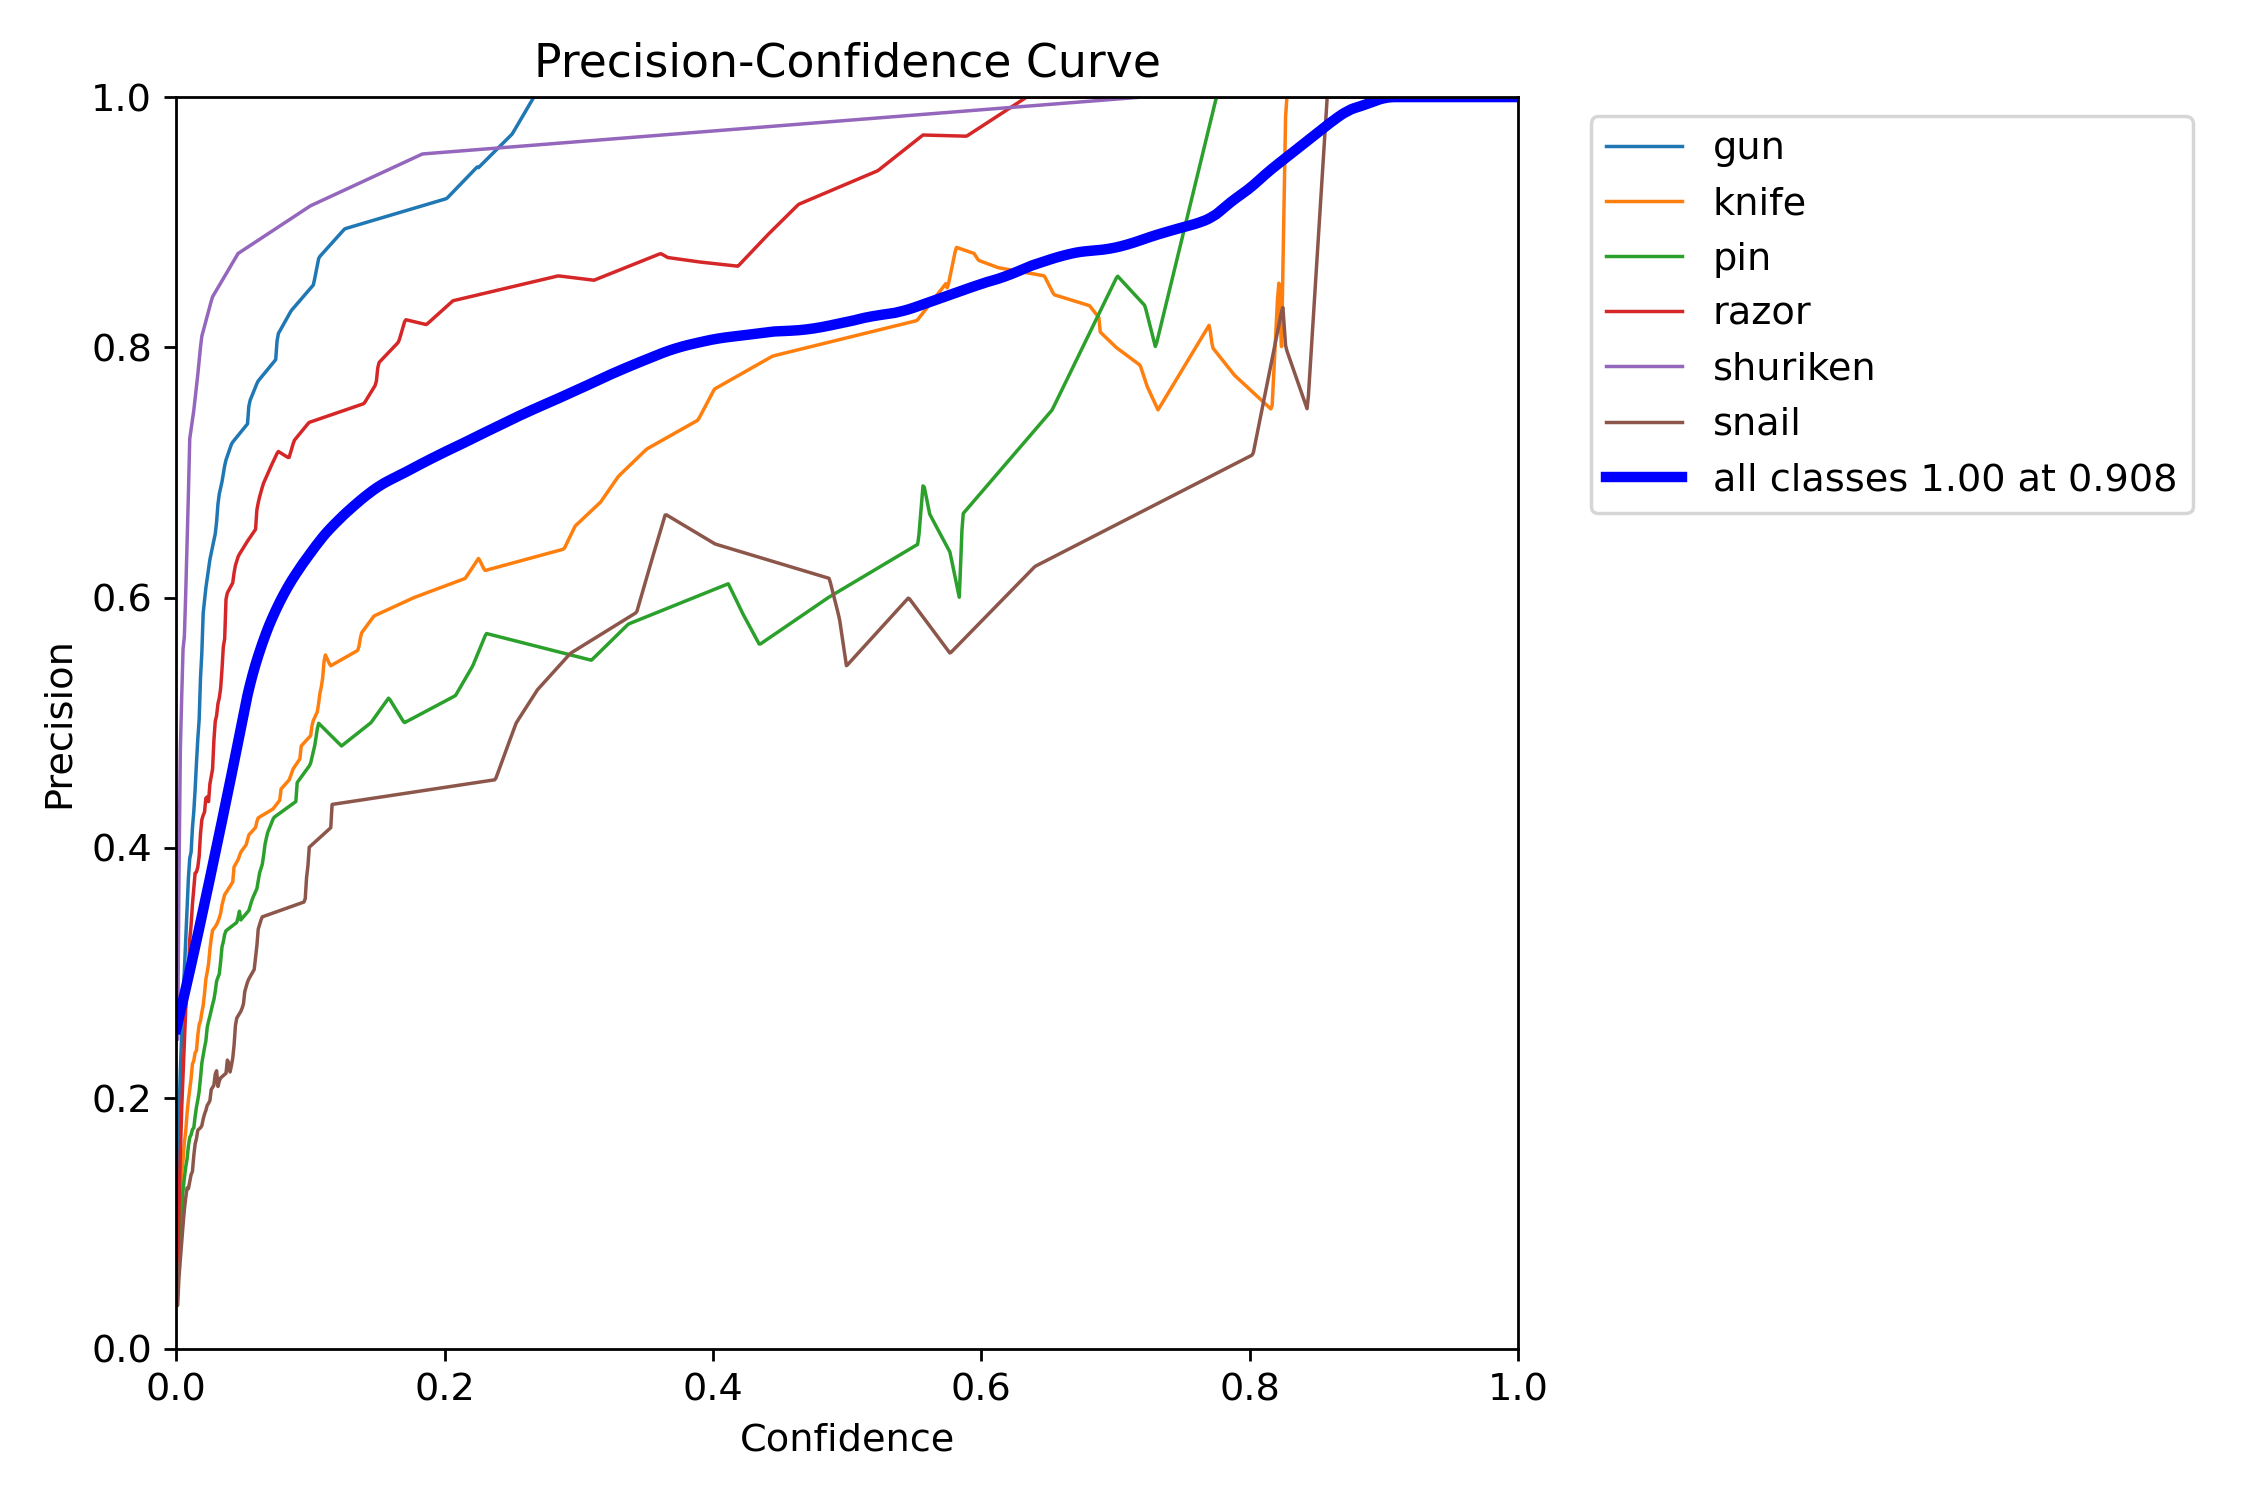 Precision-Confidence Curve
1.0
0.8
0.6
0.4
0.2
0.0
Precision
0.0 0.2 0.4 0.6 0.8 1.0
Confidence
gun
knife
pin
razor
shuriken
snail
all classes 1.00 at 0.908